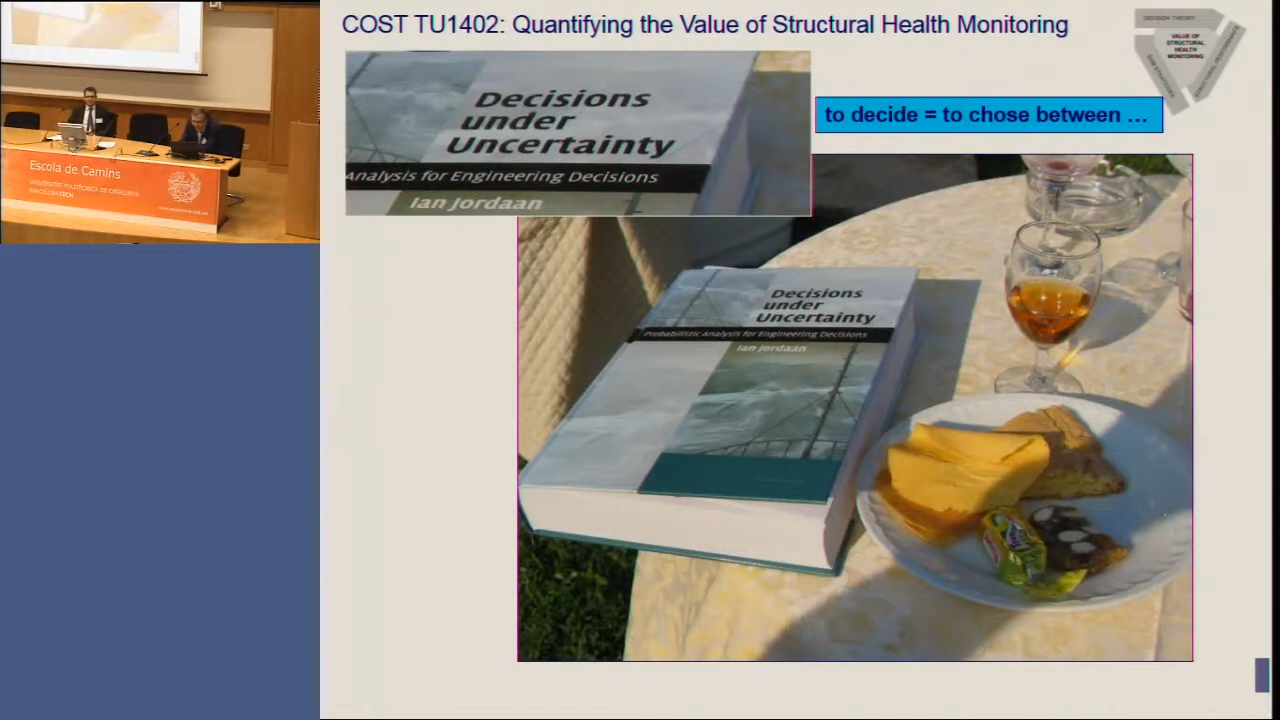 COST TU1402: Quantifying the Value of Structural Health Monitoring
DECISION THEORY
VALUE OF
STRUCTURAL
HEALTH
MONITORING
STRUCTURAL PERFORMANCE
to decide = to chose between ...
Decisions
under
Uncertainty
Analysis for Engineering Decisions
Ian Jordaan
Decisions
under
Uncertainty
Probabilistic Analysis for Engineering Decisions
Ian Jordaan
Escola de Camins
UNIVERSITAT POLITÈCNICA DE CATALUNYA
BARCELONATECH